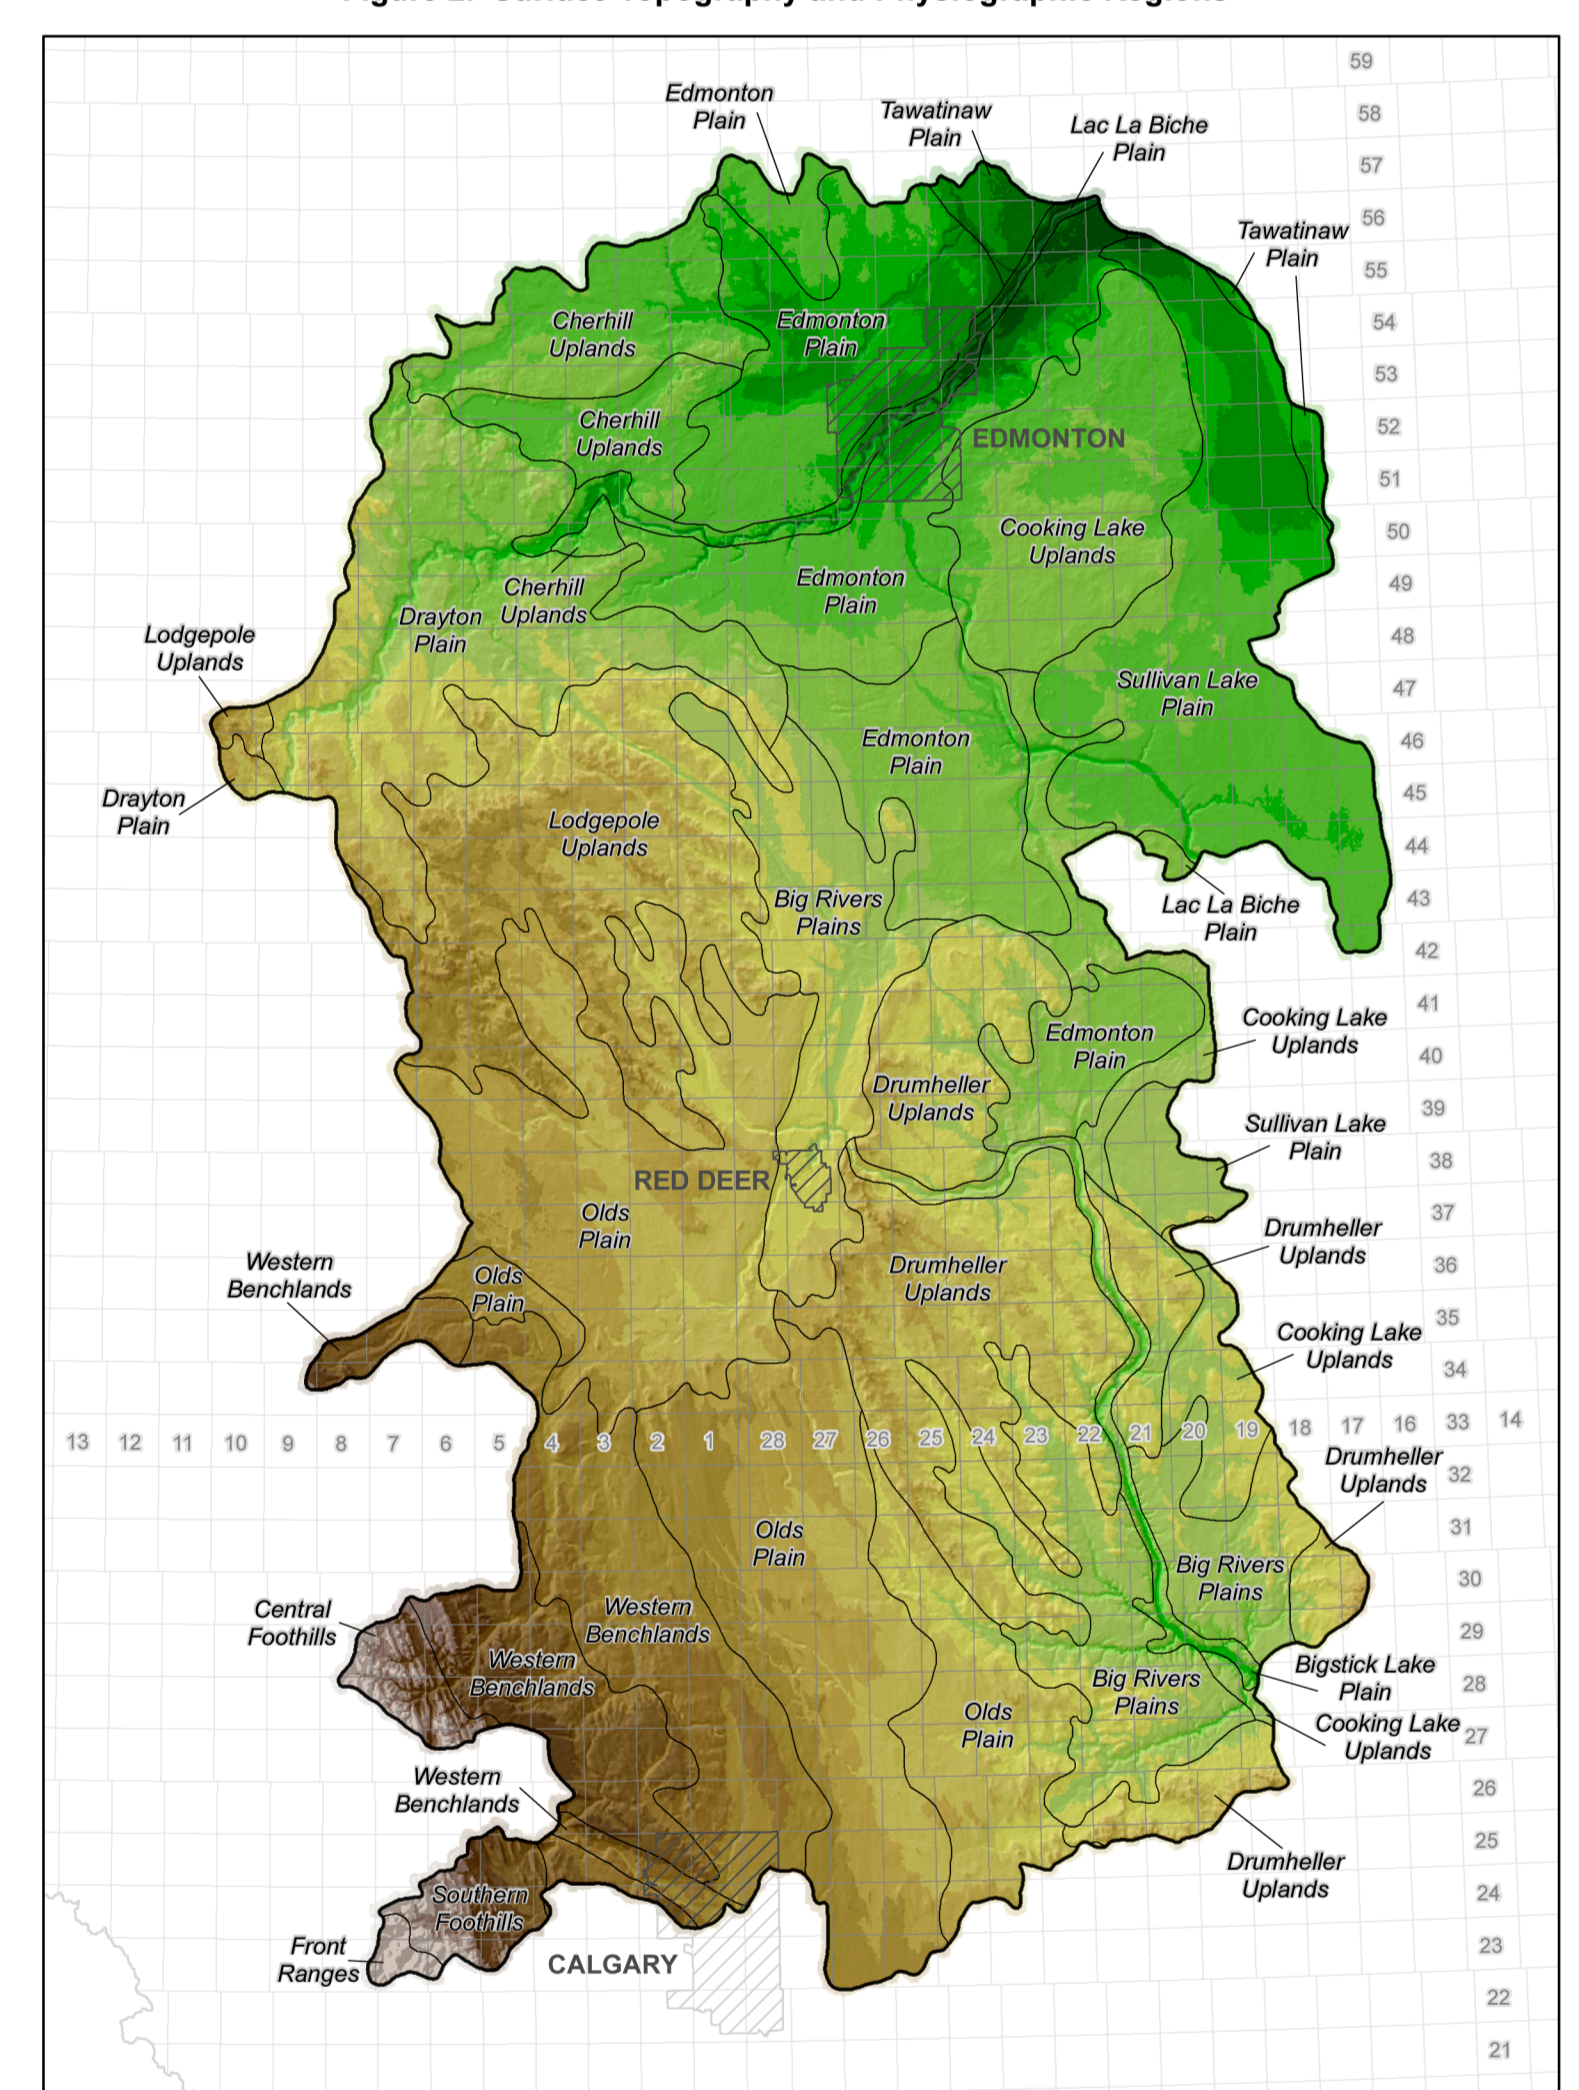 Figure 2. Surface Topography and Physiographic Regions
59
Edmonton
Plain
Tawatinaw
Plain
58
Lac La Biche
Plain
57
56
Tawatinaw
Plain
55
Cherhill
Uplands
Edmonton
Plain
54
53
Cherhill
Uplands
52
EDMONTON
51
Cooking Lake
Uplands
50
Edmonton
Plain
49
Cherhill
Uplands
Drayton
Plain
Lodgepole
Uplands
48
Sullivan Lake
Plain
47
Edmonton
Plain
46
Drayton
Plain
45
Lodgepole
Uplands
44
Big Rivers
Plains
43
Lac La Biche
Plain
42
41
Cooking Lake
Uplands
Edmonton
Plain
40
Drumheller
Uplands
39
Sullivan Lake
Plain
38
RED DEER
Olds
Plain
37
Drumheller
Uplands
Western
Benchlands
Olds
Plain
Drumheller
Uplands
36
35
Cooking Lake
Uplands
34
13 12 11 10 9 8 7 6 5 4 3 2 1 28 27 26 25 24 23 22 21 20 19 18 17 16 33 14
Drumheller
Uplands
32
31
Olds
Plain
Big Rivers
Plains
30
Central
Foothills
Western
Benchlands
29
Western
Benchlands
Bigstick Lake
Plain
28
Big Rivers
Plains
Olds
Plain
Cooking Lake
Uplands
27
Western
Benchlands
26
25
Drumheller
Uplands
24
Southern
Foothills
Front
Ranges
23
CALGARY
22
21